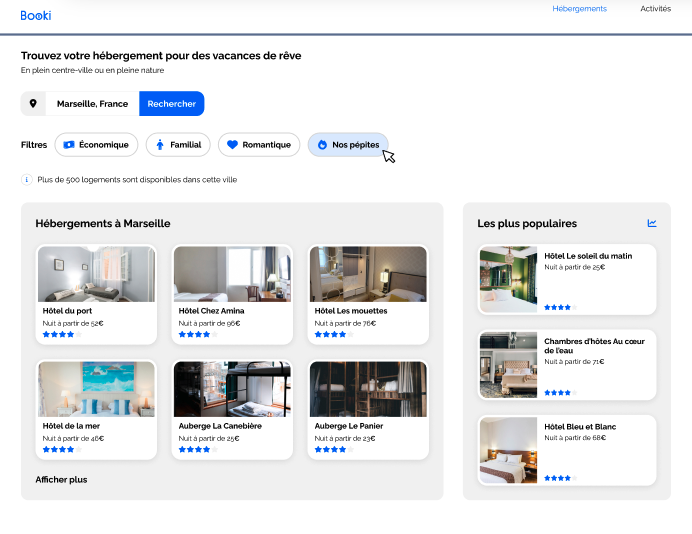 Booki
Hébergements
Activités
Trouvez votre hébergement pour des vacances de rêve
En plein centre-ville ou en pleine nature
Marseille, France
Rechercher
Filtres
Économique
Familial
Romantique
Nos pépites
i
Plus de 500 logements sont disponibles dans cette ville
Hébergements à Marseille
Hôtel du port
Nuit à partir de 52€
Hôtel Chez Amina
Nuit à partir de 96€
Hôtel Les mouettes
Nuit à partir de 76€
Hôtel de la mer
Nuit à partir de 46€
Auberge La Canebière
Nuit à partir de 25€
Auberge Le Panier
Nuit à partir de 23€
Afficher plus
Les plus populaires
Hôtel Le soleil du matin
Nuit à partir de 25€
Chambres d'hôtes Au cœur
de l'eau
Nuit à partir de 71€
Hôtel Bleu et Blanc
Nuit à partir de 68€